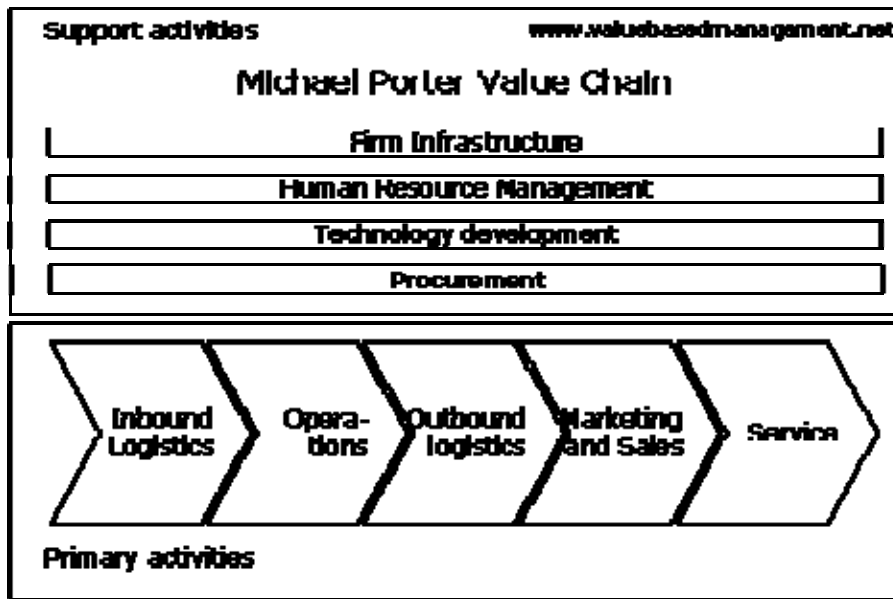 Support activities www.valuebasedmanagement.net
Michael Porter Value Chain
Firm Infrastructure
Human Resource Management
Technology development
Procurement
Inbound
Logistics
Opera-
tions
Outbound
logistics
Marketing
and Sales
Service
Primary activities